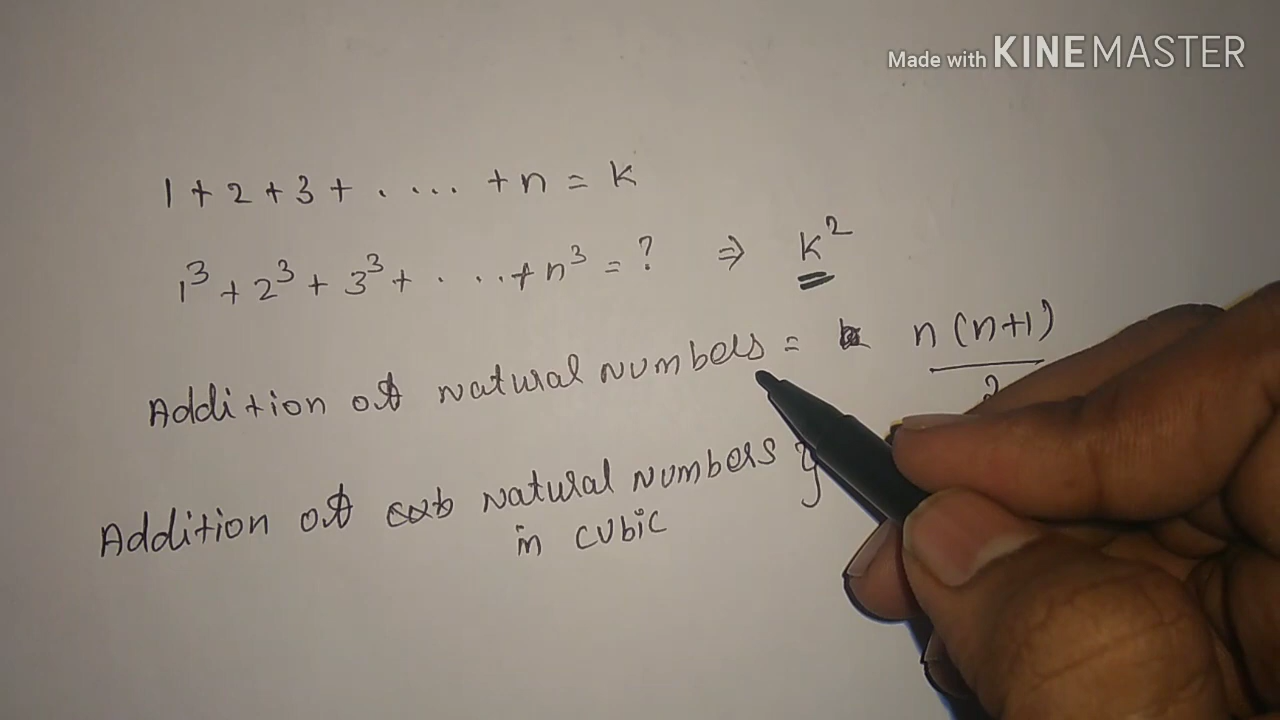 Made with KINEMASTER
1 + 2 + 3 + . . . . + n = k
1³ + 2³ + 3³ + . . . + n³ = ? ⇒ k²
Addition of natural numbers = n (n+1)
2
Addition of natural numbers
in cubic